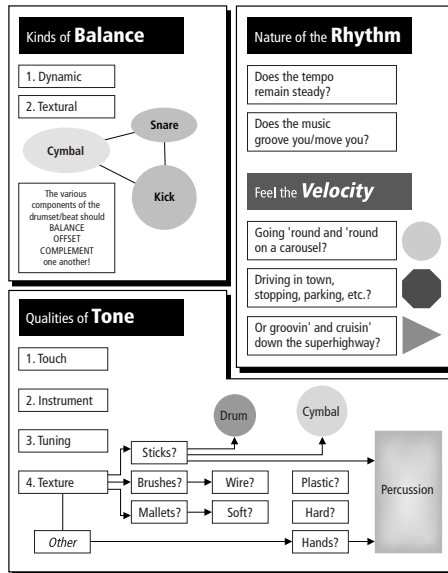 Kinds of Balance
1. Dynamic
2. Textural
Snare
Cymbal
Kick
The various
components of the
drumset/beat should
BALANCE
OFFSET
COMPLEMENT
one another!
Nature of the Rhythm
Does the tempo
remain steady?
Does the music
groove you/move you?
Feel the Velocity
Going 'round and 'round
on a carousel?
Driving in town,
stopping, parking, etc.?
Or groovin' and cruisin'
down the superhighway?
Qualities of Tone
1. Touch
2. Instrument
3. Tuning
4. Texture
Other
Sticks?
Brushes?
Mallets?
Drum
Cymbal
Wire?
Soft?
Plastic?
Hard?
Hands?
Percussion